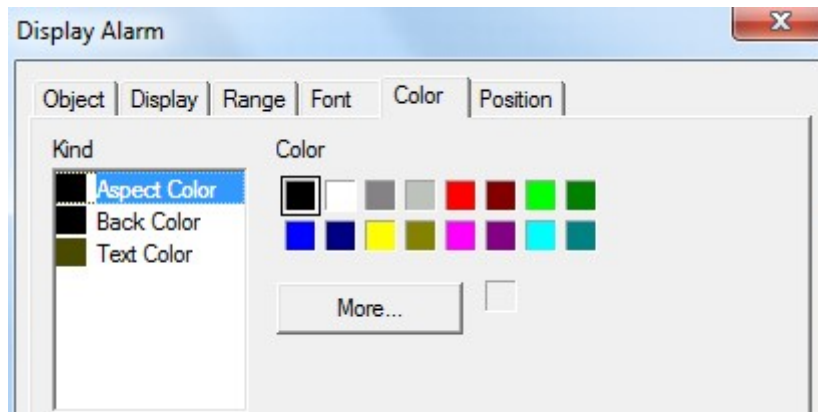 Display Alarm
Object Display Range Font Color Position
Kind Color
Aspect Color
Back Color
Text Color
More...